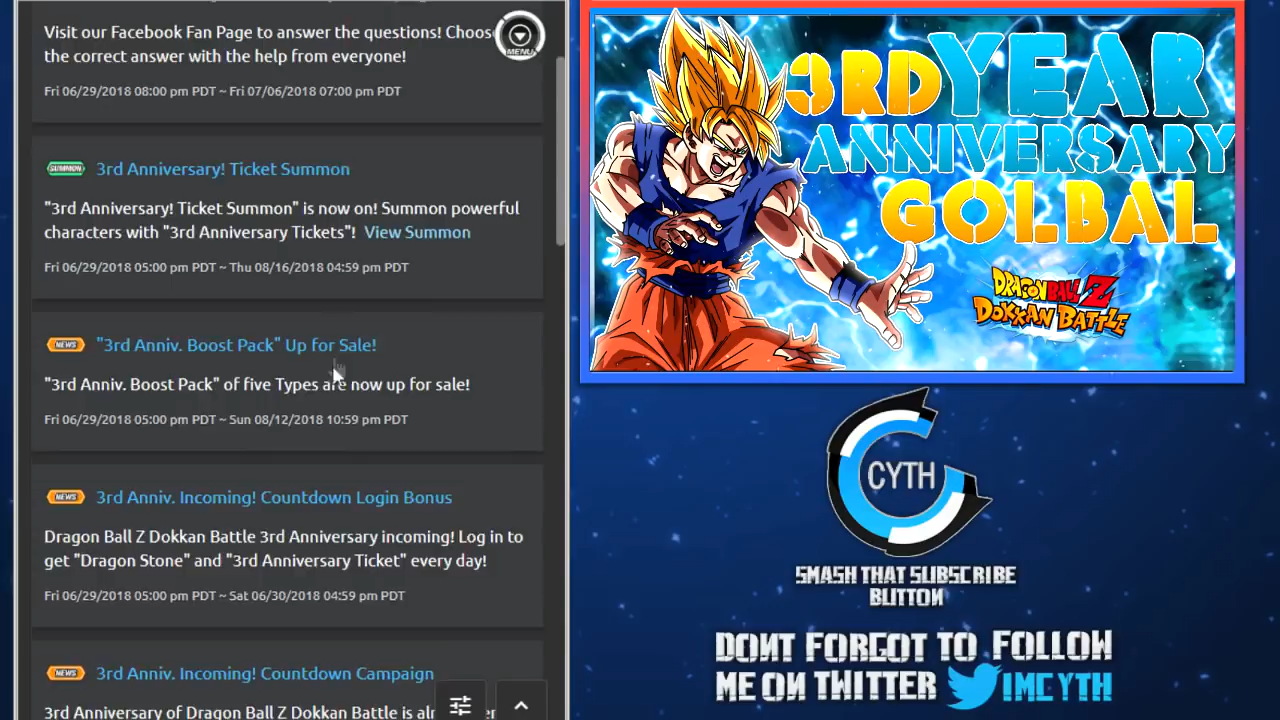 Visit our Facebook Fan Page to answer the questions! Choose
the correct answer with the help from everyone!
MENU
Fri 06/29/2018 08:00 pm PDT ~ Fri 07/06/2018 07:00 pm PDT
SUMMON 3rd Anniversary! Ticket Summon
"3rd Anniversary! Ticket Summon" is now on! Summon powerful
characters with "3rd Anniversary Tickets"! View Summon
Fri 06/29/2018 05:00 pm PDT ~ Thu 08/16/2018 04:59 pm PDT
NEWS "3rd Anniv. Boost Pack" Up for Sale!
"3rd Anniv. Boost Pack" of five Types are now up for sale!
Fri 06/29/2018 05:00 pm PDT ~ Sun 08/12/2018 10:59 pm PDT
NEWS 3rd Anniv. Incoming! Countdown Login Bonus
Dragon Ball Z Dokkan Battle 3rd Anniversary incoming! Log in to
get "Dragon Stone" and "3rd Anniversary Ticket" every day!
Fri 06/29/2018 05:00 pm PDT ~ Sat 06/30/2018 04:59 pm PDT
NEWS 3rd Anniv. Incoming! Countdown Campaign
3rd Anniversary of Dragon Ball Z Dokkan Battle is
3RD YEAR
ANNIVERSARY
GOLBAL
DRAGON BALL Z
DOKKAN BATTLE
CYTH
SMASH THAT SUBSCRIBE
BUTTON
DONT FORGOT TO FOLLOW
ME ON TWITTER IMCYTH